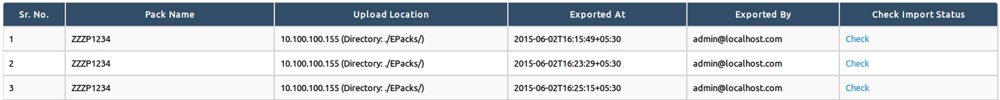 Sr. No. Pack Name Upload Location Exported At Exported By Check Import Status
1 ZZZP1234 10.100.100.155 (Directory: ./EPacks/) 2015-06-02T16:15:49+05:30 admin@localhost.com Check
2 ZZZP1234 10.100.100.155 (Directory: ./EPacks/) 2015-06-02T16:23:29+05:30 admin@localhost.com Check
3 ZZZP1234 10.100.100.155 (Directory: ./EPacks/) 2015-06-02T16:25:15+05:30 admin@localhost.com Check